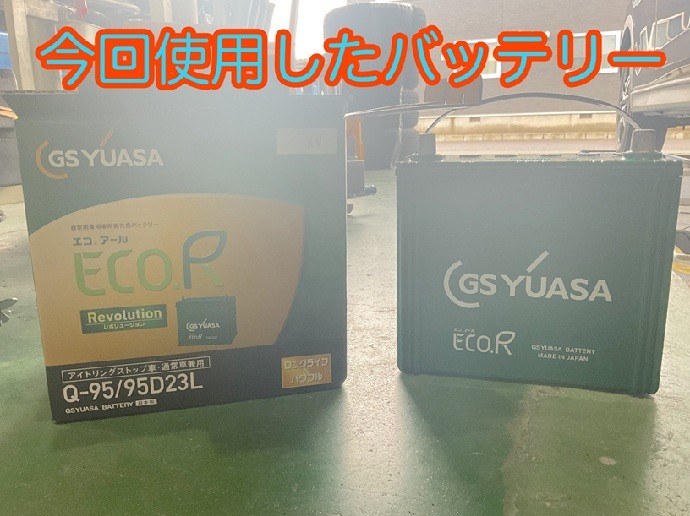 今回使用したバッテリー
GS YUASA
エコ.アール
ECO.R
Revolution
レボリューション
アイドリングストップ車・通常車兼用
Q-95/95D23L
GS YUASA BATTERY 日本製
ロングライフ
パワフル
GS YUASA
ECO.R
GS YUASA BATTERY
MADE IN JAPAN